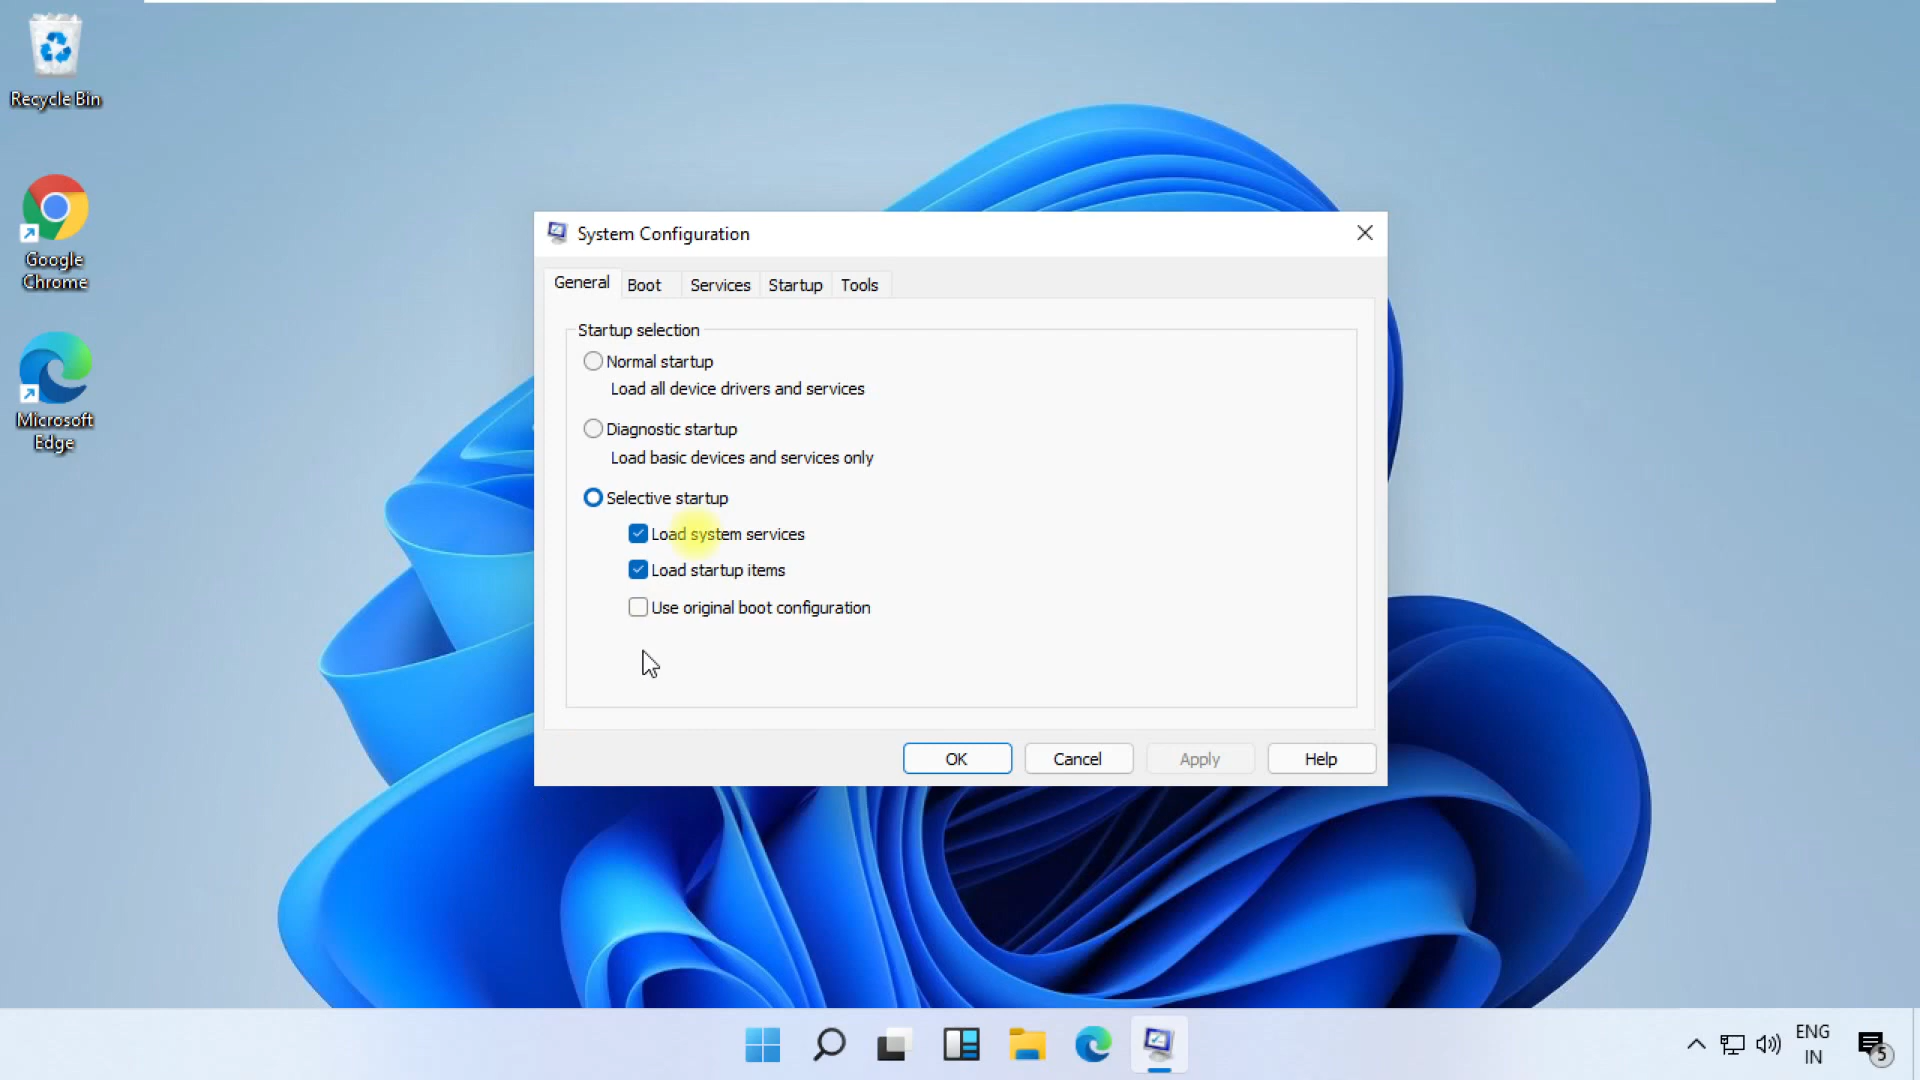 Recycle Bin
Google
Chrome
Microsoft
Edge
System Configuration
General
Boot
Services
Startup
Tools
Startup selection
Normal startup
Load all device drivers and services
Diagnostic startup
Load basic devices and services only
Selective startup
Load system services
Load startup items
Use original boot configuration
OK
Cancel
Apply
Help
ENG
IN
5